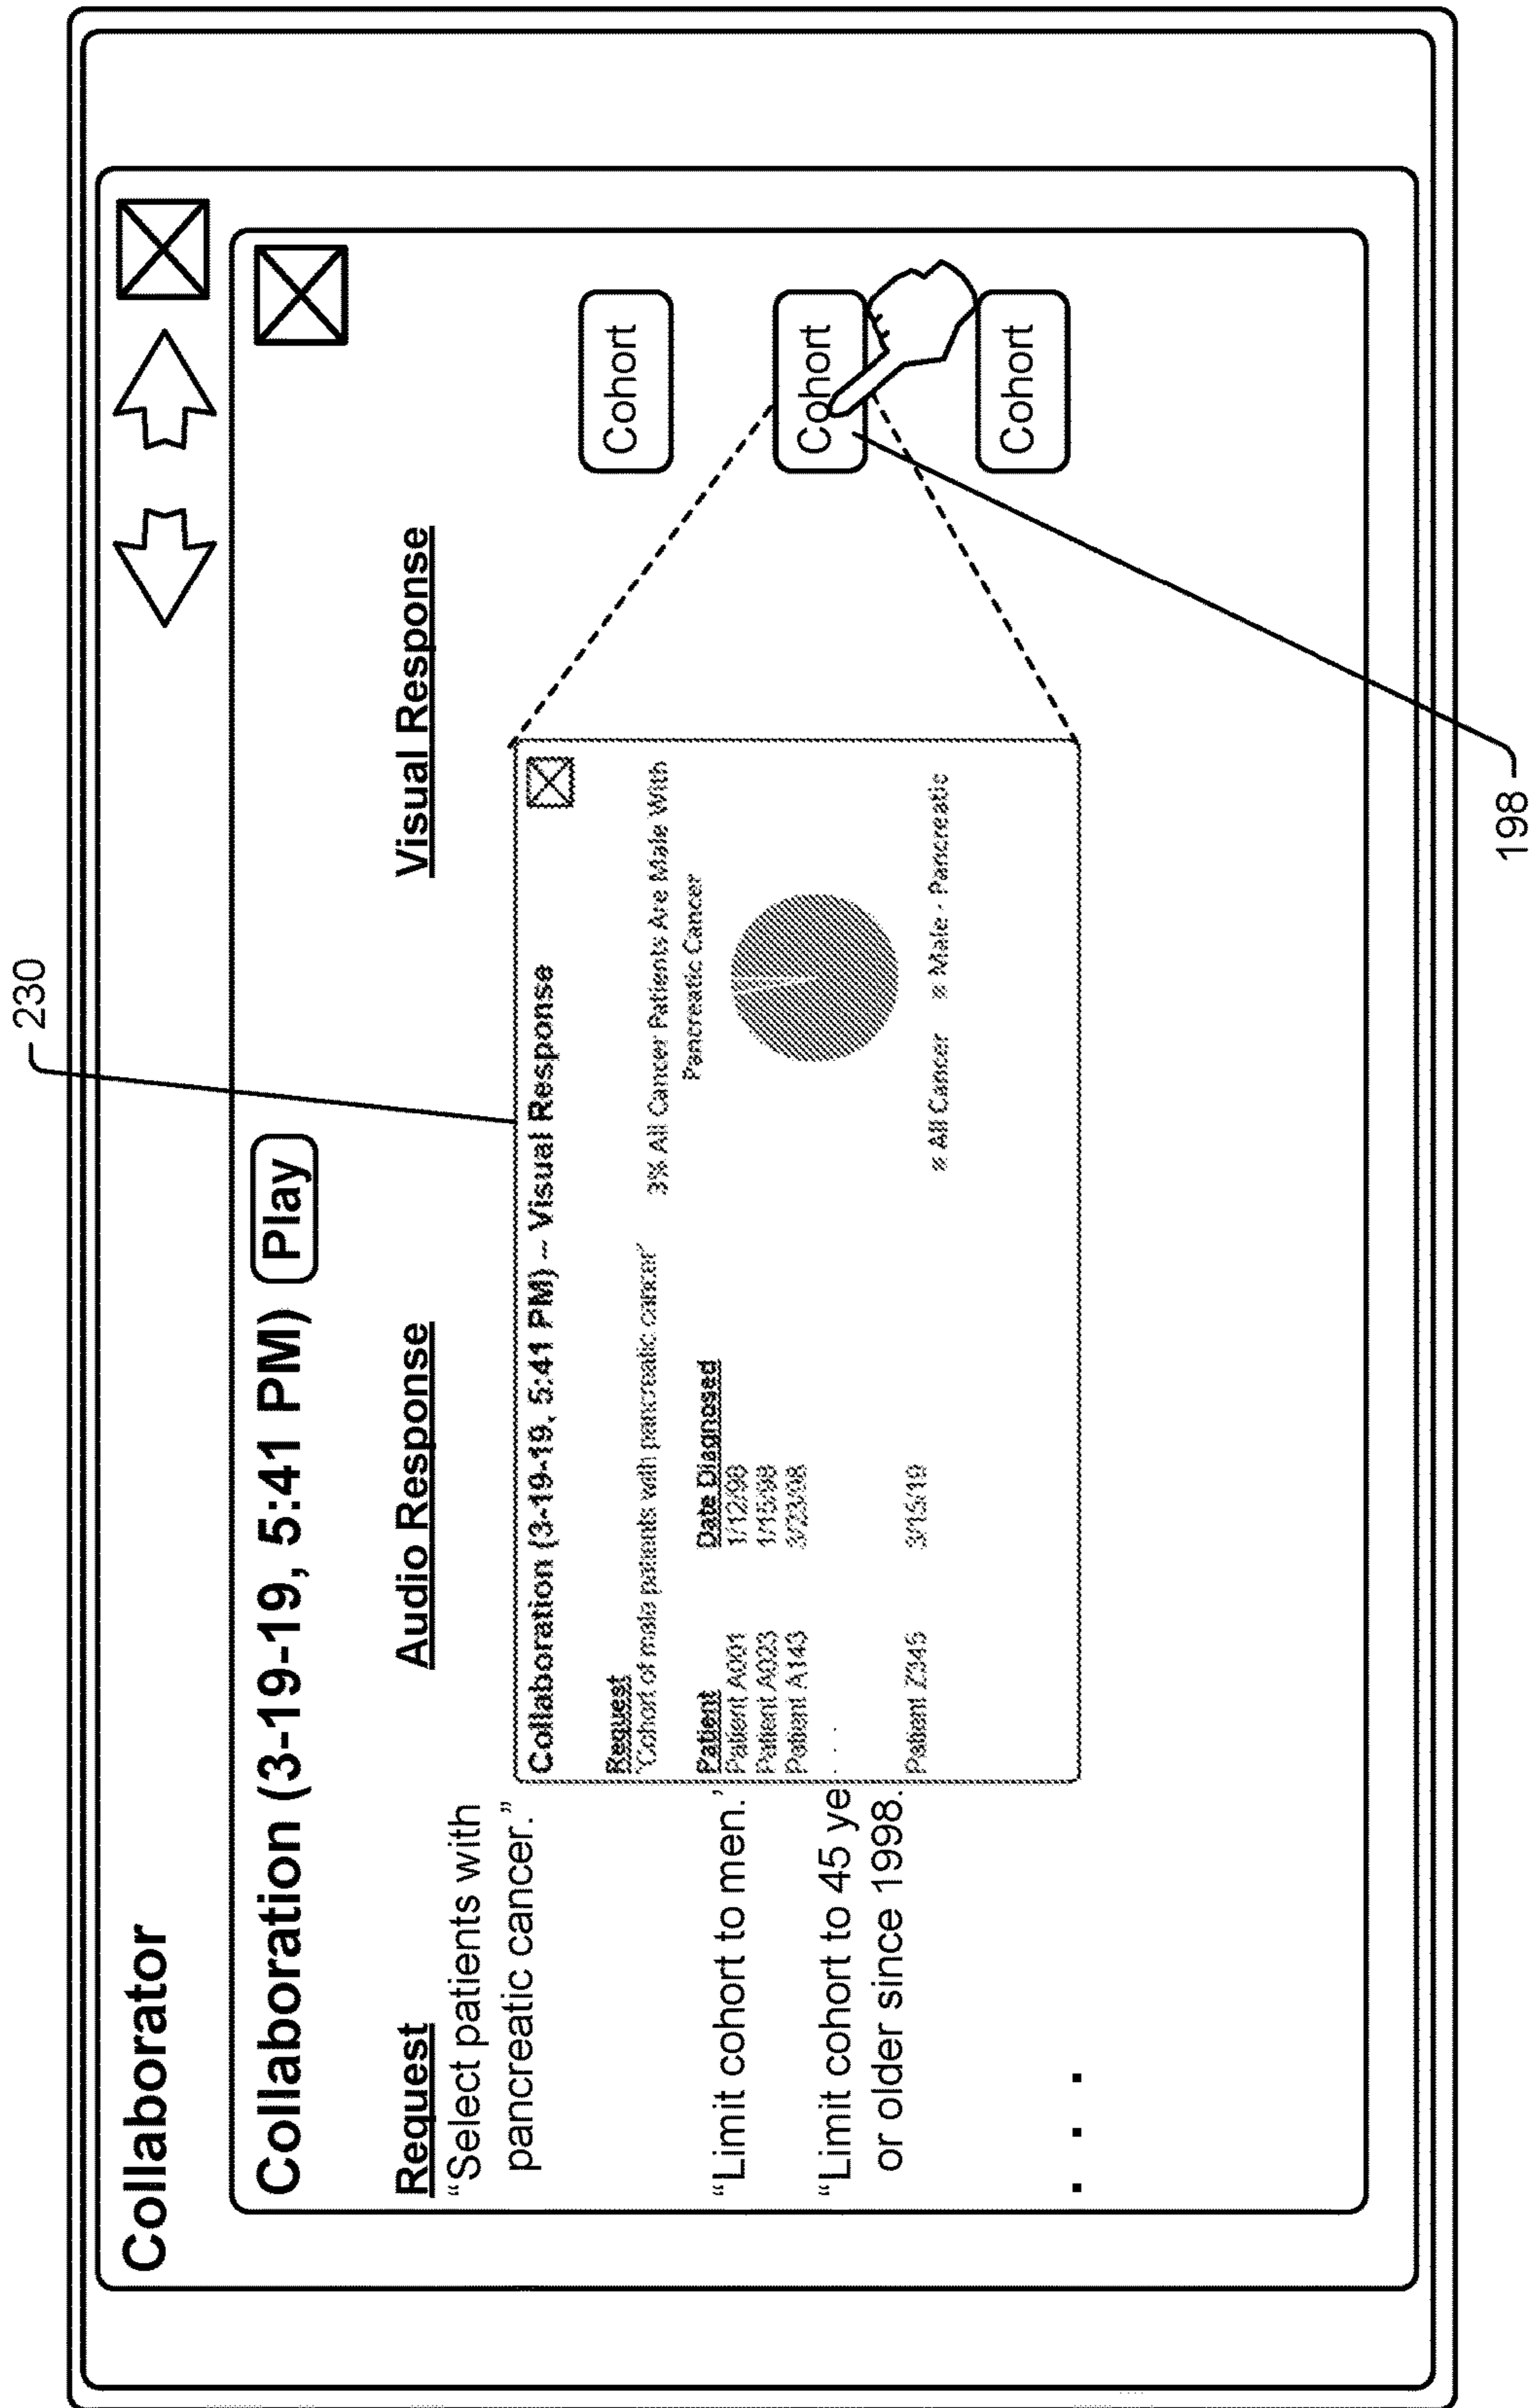 230
Collaborator
Collaboration (3-19-19, 5:41 PM) Play
Request
Audio Response
Visual Response
“Select patients with
pancreatic cancer.”
Cohort
“Limit cohort to men.’
Cohort
“Limit cohort to 45 ye
or older since 1998.
Cohort
. . .
Collaboration (3-19-19, 5:41 PM) – Visual Response
Request
'Cohort of male patients with pancreatic cancer'
3% All Cancer Patients Are Male With
Pancreatic Cancer
Patient Date Diagnosed
Patient A001 1/12/98
Patient A023 1/15/98
Patient A143 3/23/98
. . .
Patient Z345 3/15/19
All Cancer Male - Pancreatic
198